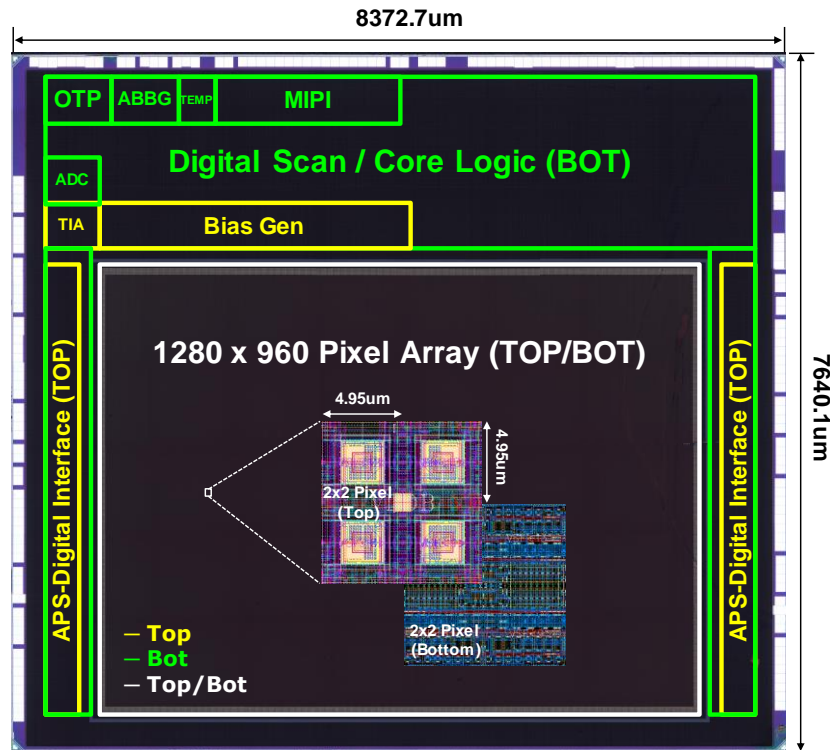 8372.7um
OTP ABBG TEMP MIPI
Digital Scan / Core Logic (BOT)
ADC
TIA Bias Gen
APS-Digital Interface (TOP)
1280 x 960 Pixel Array (TOP/BOT)
4.95um
4.95um
2x2 Pixel
(Top)
2x2 Pixel
(Bottom)
– Top
– Bot
– Top/Bot
APS-Digital Interface (TOP)
7640.1um